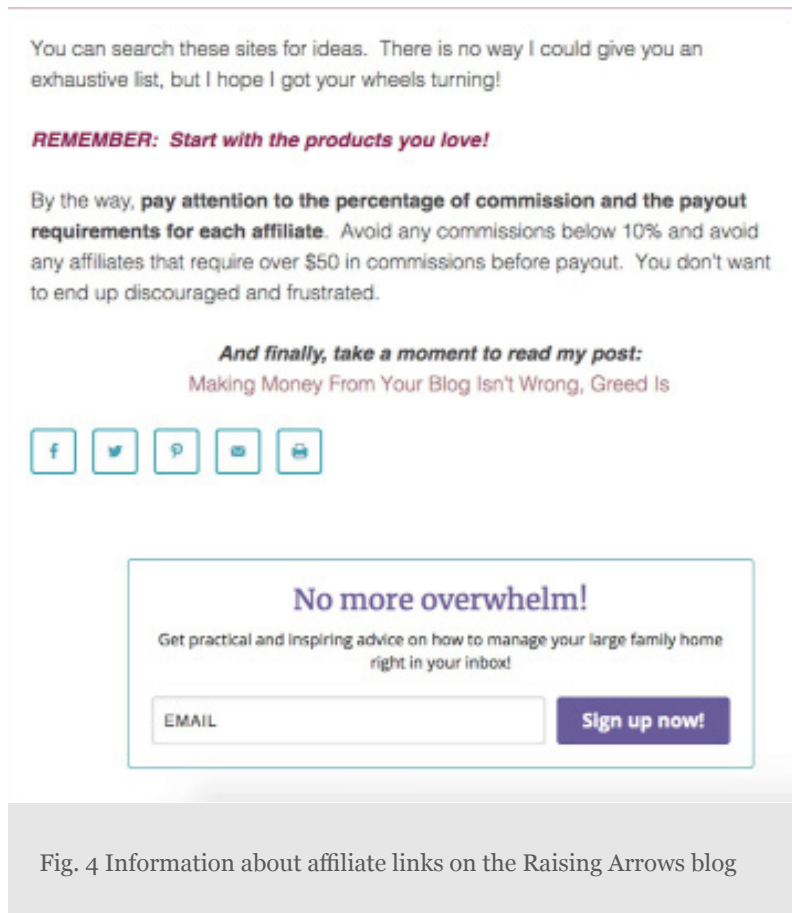 You can search these sites for ideas.  There is no way I could give you an
exhaustive list, but I hope I got your wheels turning!
REMEMBER:  Start with the products you love!
By the way, pay attention to the percentage of commission and the payout
requirements for each affiliate.  Avoid any commissions below 10% and avoid
any affiliates that require over $50 in commissions before payout.  You don't want
to end up discouraged and frustrated.
And finally, take a moment to read my post:
Making Money From Your Blog Isn't Wrong, Greed Is
No more overwhelm!
Get practical and inspiring advice on how to manage your large family home
right in your inbox!
EMAIL
Sign up now!
Fig. 4 Information about affiliate links on the Raising Arrows blog